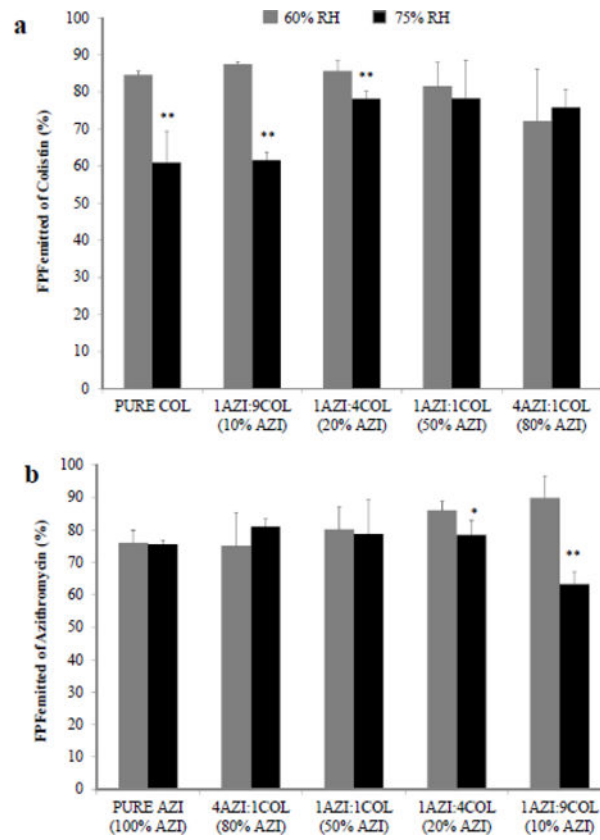 a
60% RH 75% RH
FPFemitted of Colistin (%)
100
90
80
70
60
50
40
30
20
10
0
** ** **
PURE COL 1AZI:9COL 1AZI:4COL 1AZI:1COL 4AZI:1COL
(10% AZI) (20% AZI) (50% AZI) (80% AZI)
b
FPFemitted of Azithromycin (%)
100
90
80
70
60
50
40
30
20
10
0
* **
PURE AZI 4AZI:1COL 1AZI:1COL 1AZI:4COL 1AZI:9COL
(100% AZI) (80% AZI) (50% AZI) (20% AZI) (10% AZI)